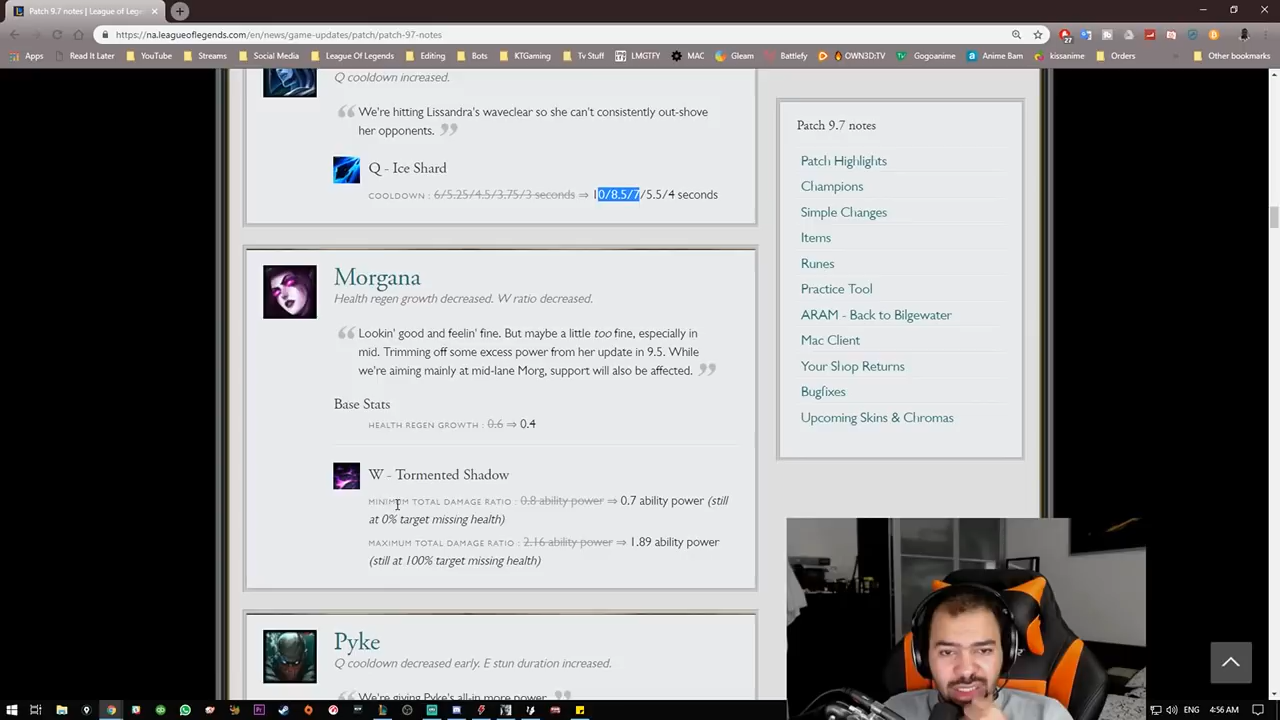 Patch 9.7 notes | League of Leg
https://na.leagueoflegends.com/en/news/game-updates/patch/patch-97-notes
27
Apps Read It Later YouTube Streams Social Media League Of Legends Editing Bots KTGaming Tv Stuff LMGTFY MAC Gleam Battlefy OWN3D:TV Gogoanime Anime Bam kissanime Orders Other bookmarks
Q cooldown increased.
We're hitting Lissandra's waveclear so she can't consistently out-shove
her opponents.
Q - Ice Shard
COOLDOWN : 6/5.25/4.5/3.75/3 seconds ⇒ 10/8.5/7/5.5/4 seconds
Morgana
Health regen growth decreased. W ratio decreased.
Lookin' good and feelin' fine. But maybe a little too fine, especially in
mid. Trimming off some excess power from her update in 9.5. While
we're aiming mainly at mid-lane Morg, support will also be affected.
Base Stats
HEALTH REGEN GROWTH : 0.6 ⇒ 0.4
W - Tormented Shadow
MINIMUM TOTAL DAMAGE RATIO : 0.8 ability power ⇒ 0.7 ability power (still
at 0% target missing health)
MAXIMUM TOTAL DAMAGE RATIO : 2.16 ability power ⇒ 1.89 ability power
(still at 100% target missing health)
Pyke
Q cooldown decreased early. E stun duration increased.
We're giving Pyke's all-in more power.
Patch 9.7 notes
Patch Highlights
Champions
Simple Changes
Items
Runes
Practice Tool
ARAM - Back to Bilgewater
Mac Client
Your Shop Returns
Bugfixes
Upcoming Skins & Chromas
ENG 4:56 AM